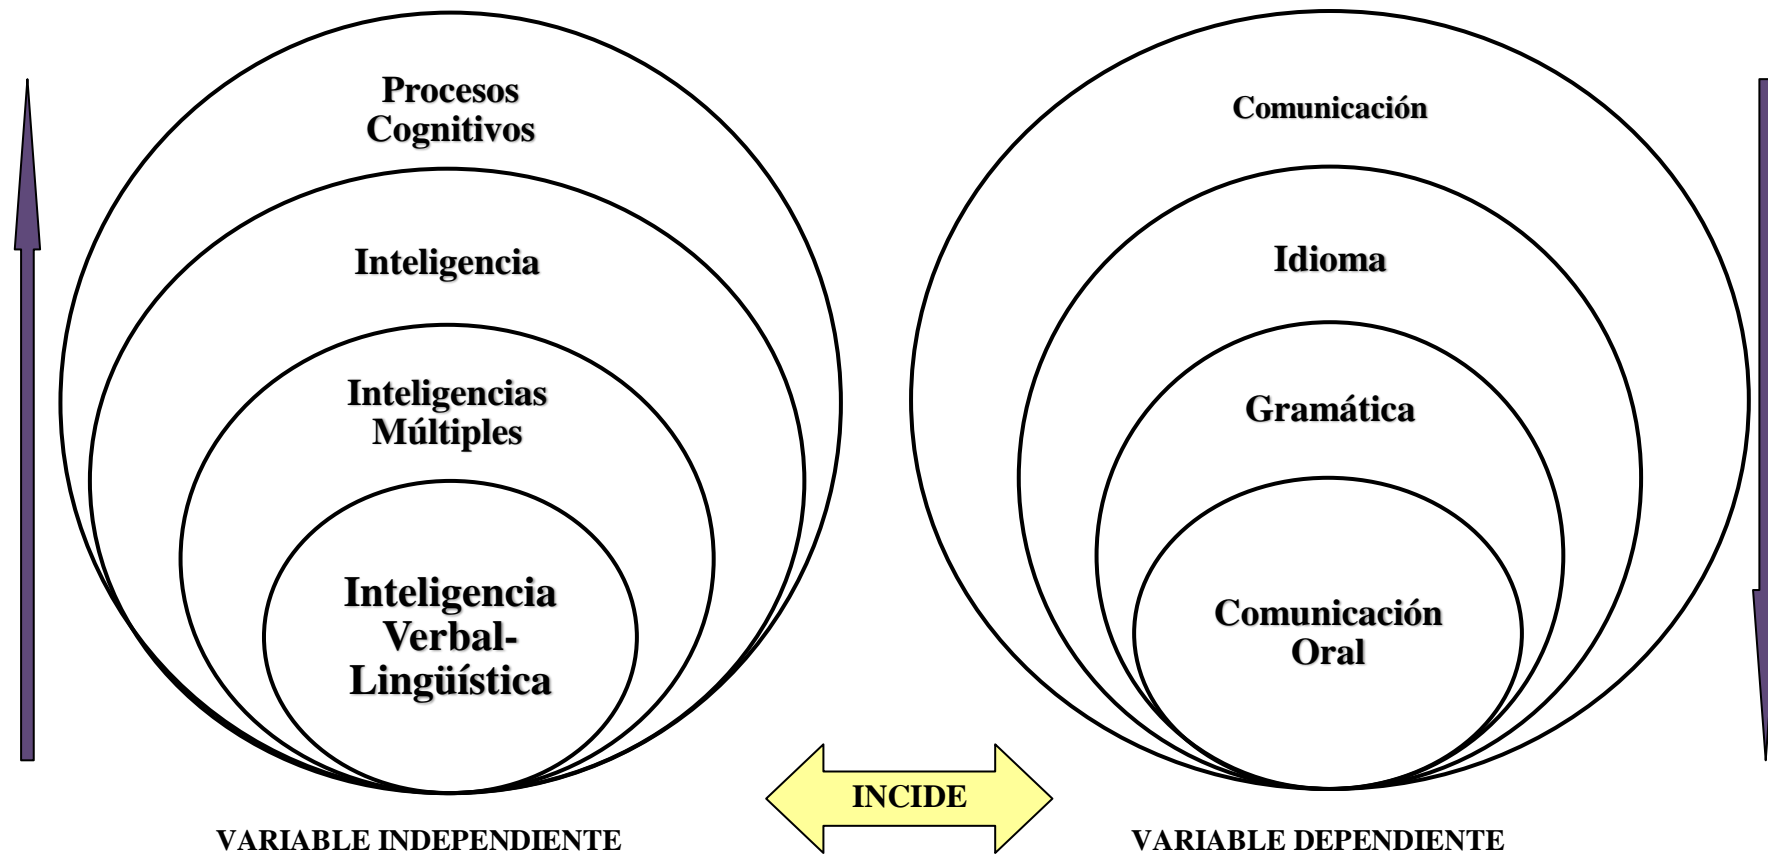 Procesos
Cognitivos
Inteligencia
Inteligencias
Múltiples
Inteligencia
Verbal-
Lingüística
VARIABLE INDEPENDIENTE
INCIDE
Comunicación
Idioma
Gramática
Comunicación
Oral
VARIABLE DEPENDIENTE